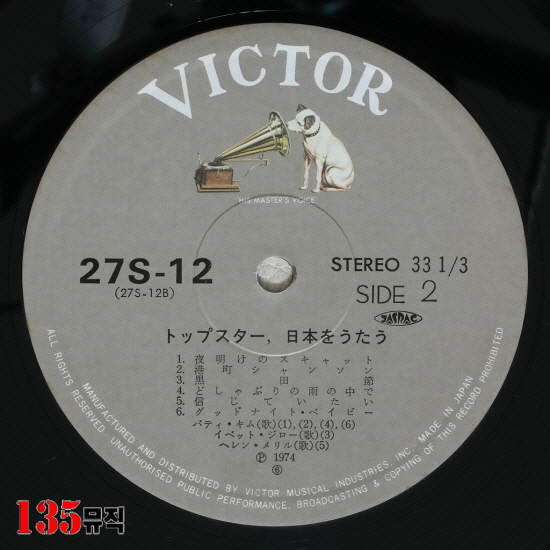 VICTOR
"HIS MASTER'S VOICE"
27S-12
(27S-12B)
STEREO 33 1/3
SIDE 2
JASRAC
トップスター, 日本をうたう
1. 夜明けのスキャット
2. 港町シャンソン
3. 黒田節
4. どしゃぶりの雨の中で
5. 信じていたい
6. グッドナイト・ベイビー
パティ・キム(歌)(1),(2),(4),(6)
イベット・ジロー(歌)(3)
ヘレン・メリル(歌)(5)
Ⓟ 1974
⑥
MANUFACTURED AND DISTRIBUTED BY VICTOR MUSICAL INDUSTRIES, INC. MADE IN JAPAN
ALL RIGHTS RESERVED. UNAUTHORISED PUBLIC PERFORMANCE, BROADCASTING & COPYING OF THIS RECORD PROHIBITED
135뮤직